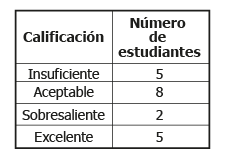 Calificación
Número
de
estudiantes
Insuficiente 5
Aceptable 8
Sobresaliente 2
Excelente 5